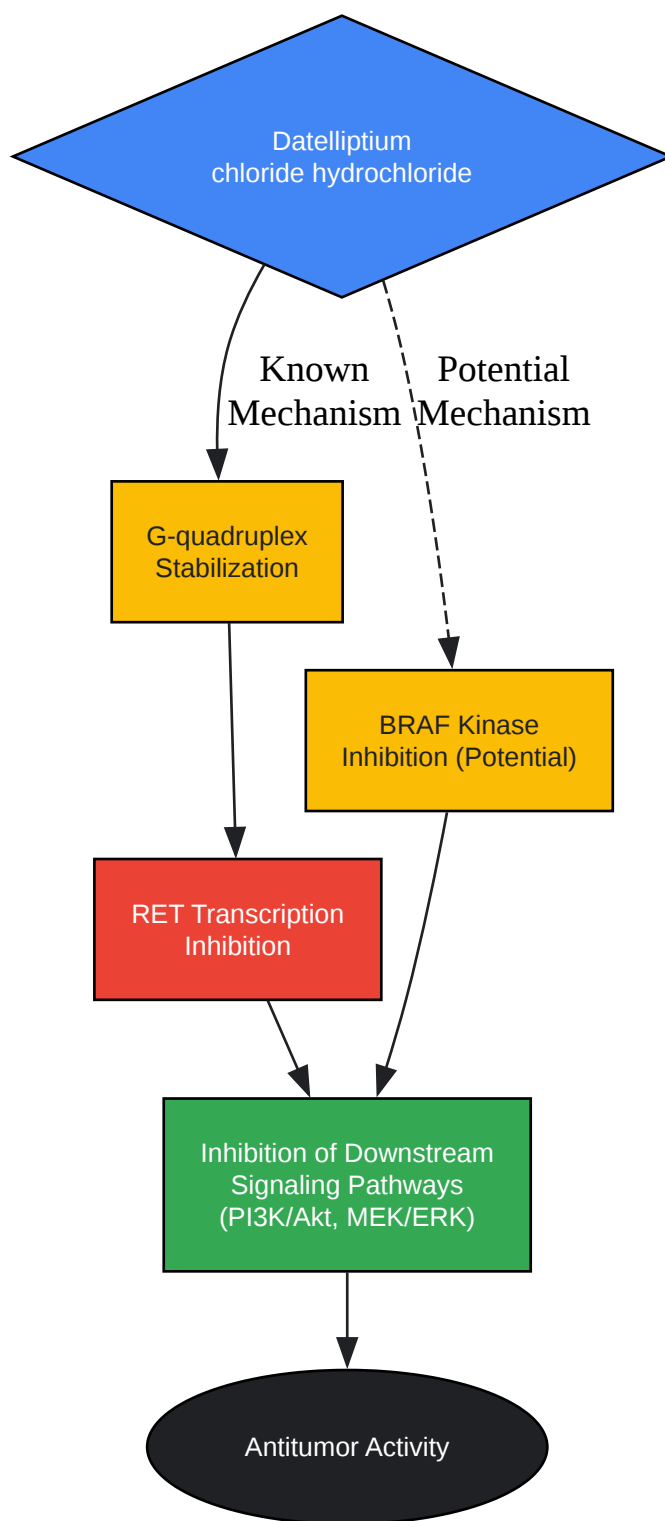 Datelliptium
chloride hydrochloride
Known
Mechanism
Potential
Mechanism
G-quadruplex
Stabilization
BRAF Kinase
Inhibition (Potential)
RET Transcription
Inhibition
Inhibition of Downstream
Signaling Pathways
(PI3K/Akt, MEK/ERK)
Antitumor Activity